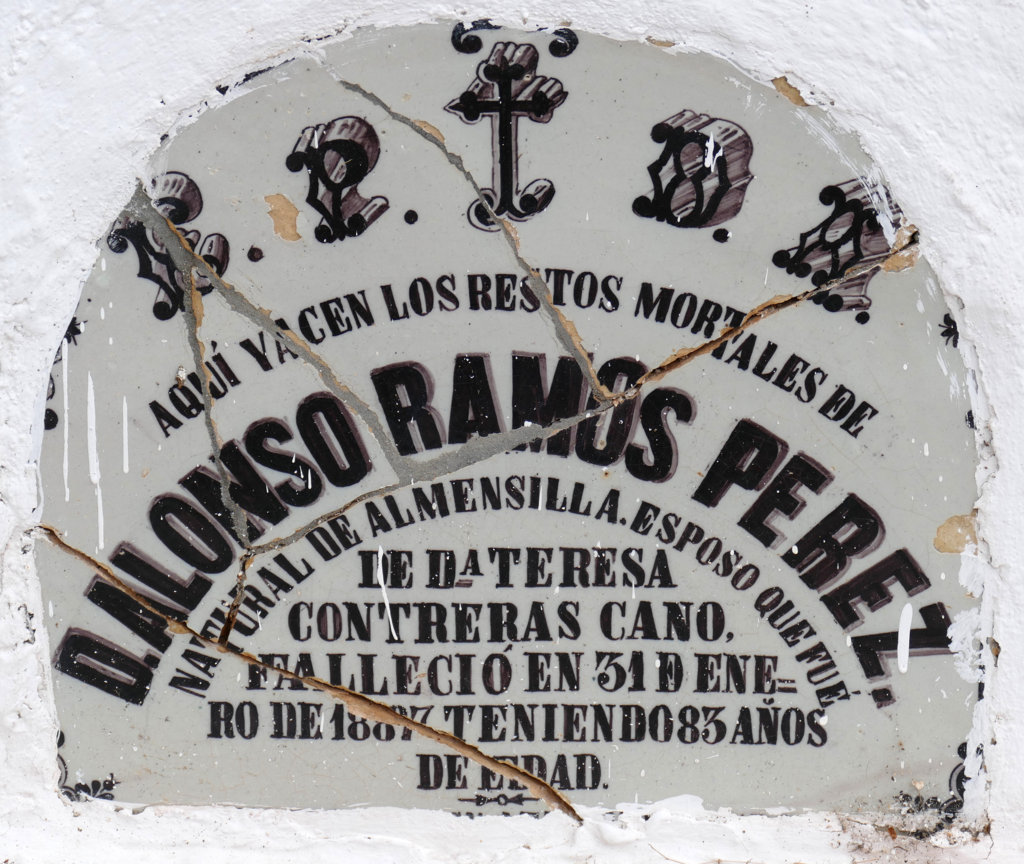 R. P. D. A.
AQUÍ YACEN LOS RESTOS MORTALES DE
D. ALONSO RAMOS PEREZ.
NATURAL DE ALMENSILLA. ESPOSO QUE FUÉ
DE Dª TERESA
CONTRERAS CANO,
FALLECIÓ EN 31 D ENE=
RO DE 1887 TENIENDO 83 AÑOS
DE EDAD.